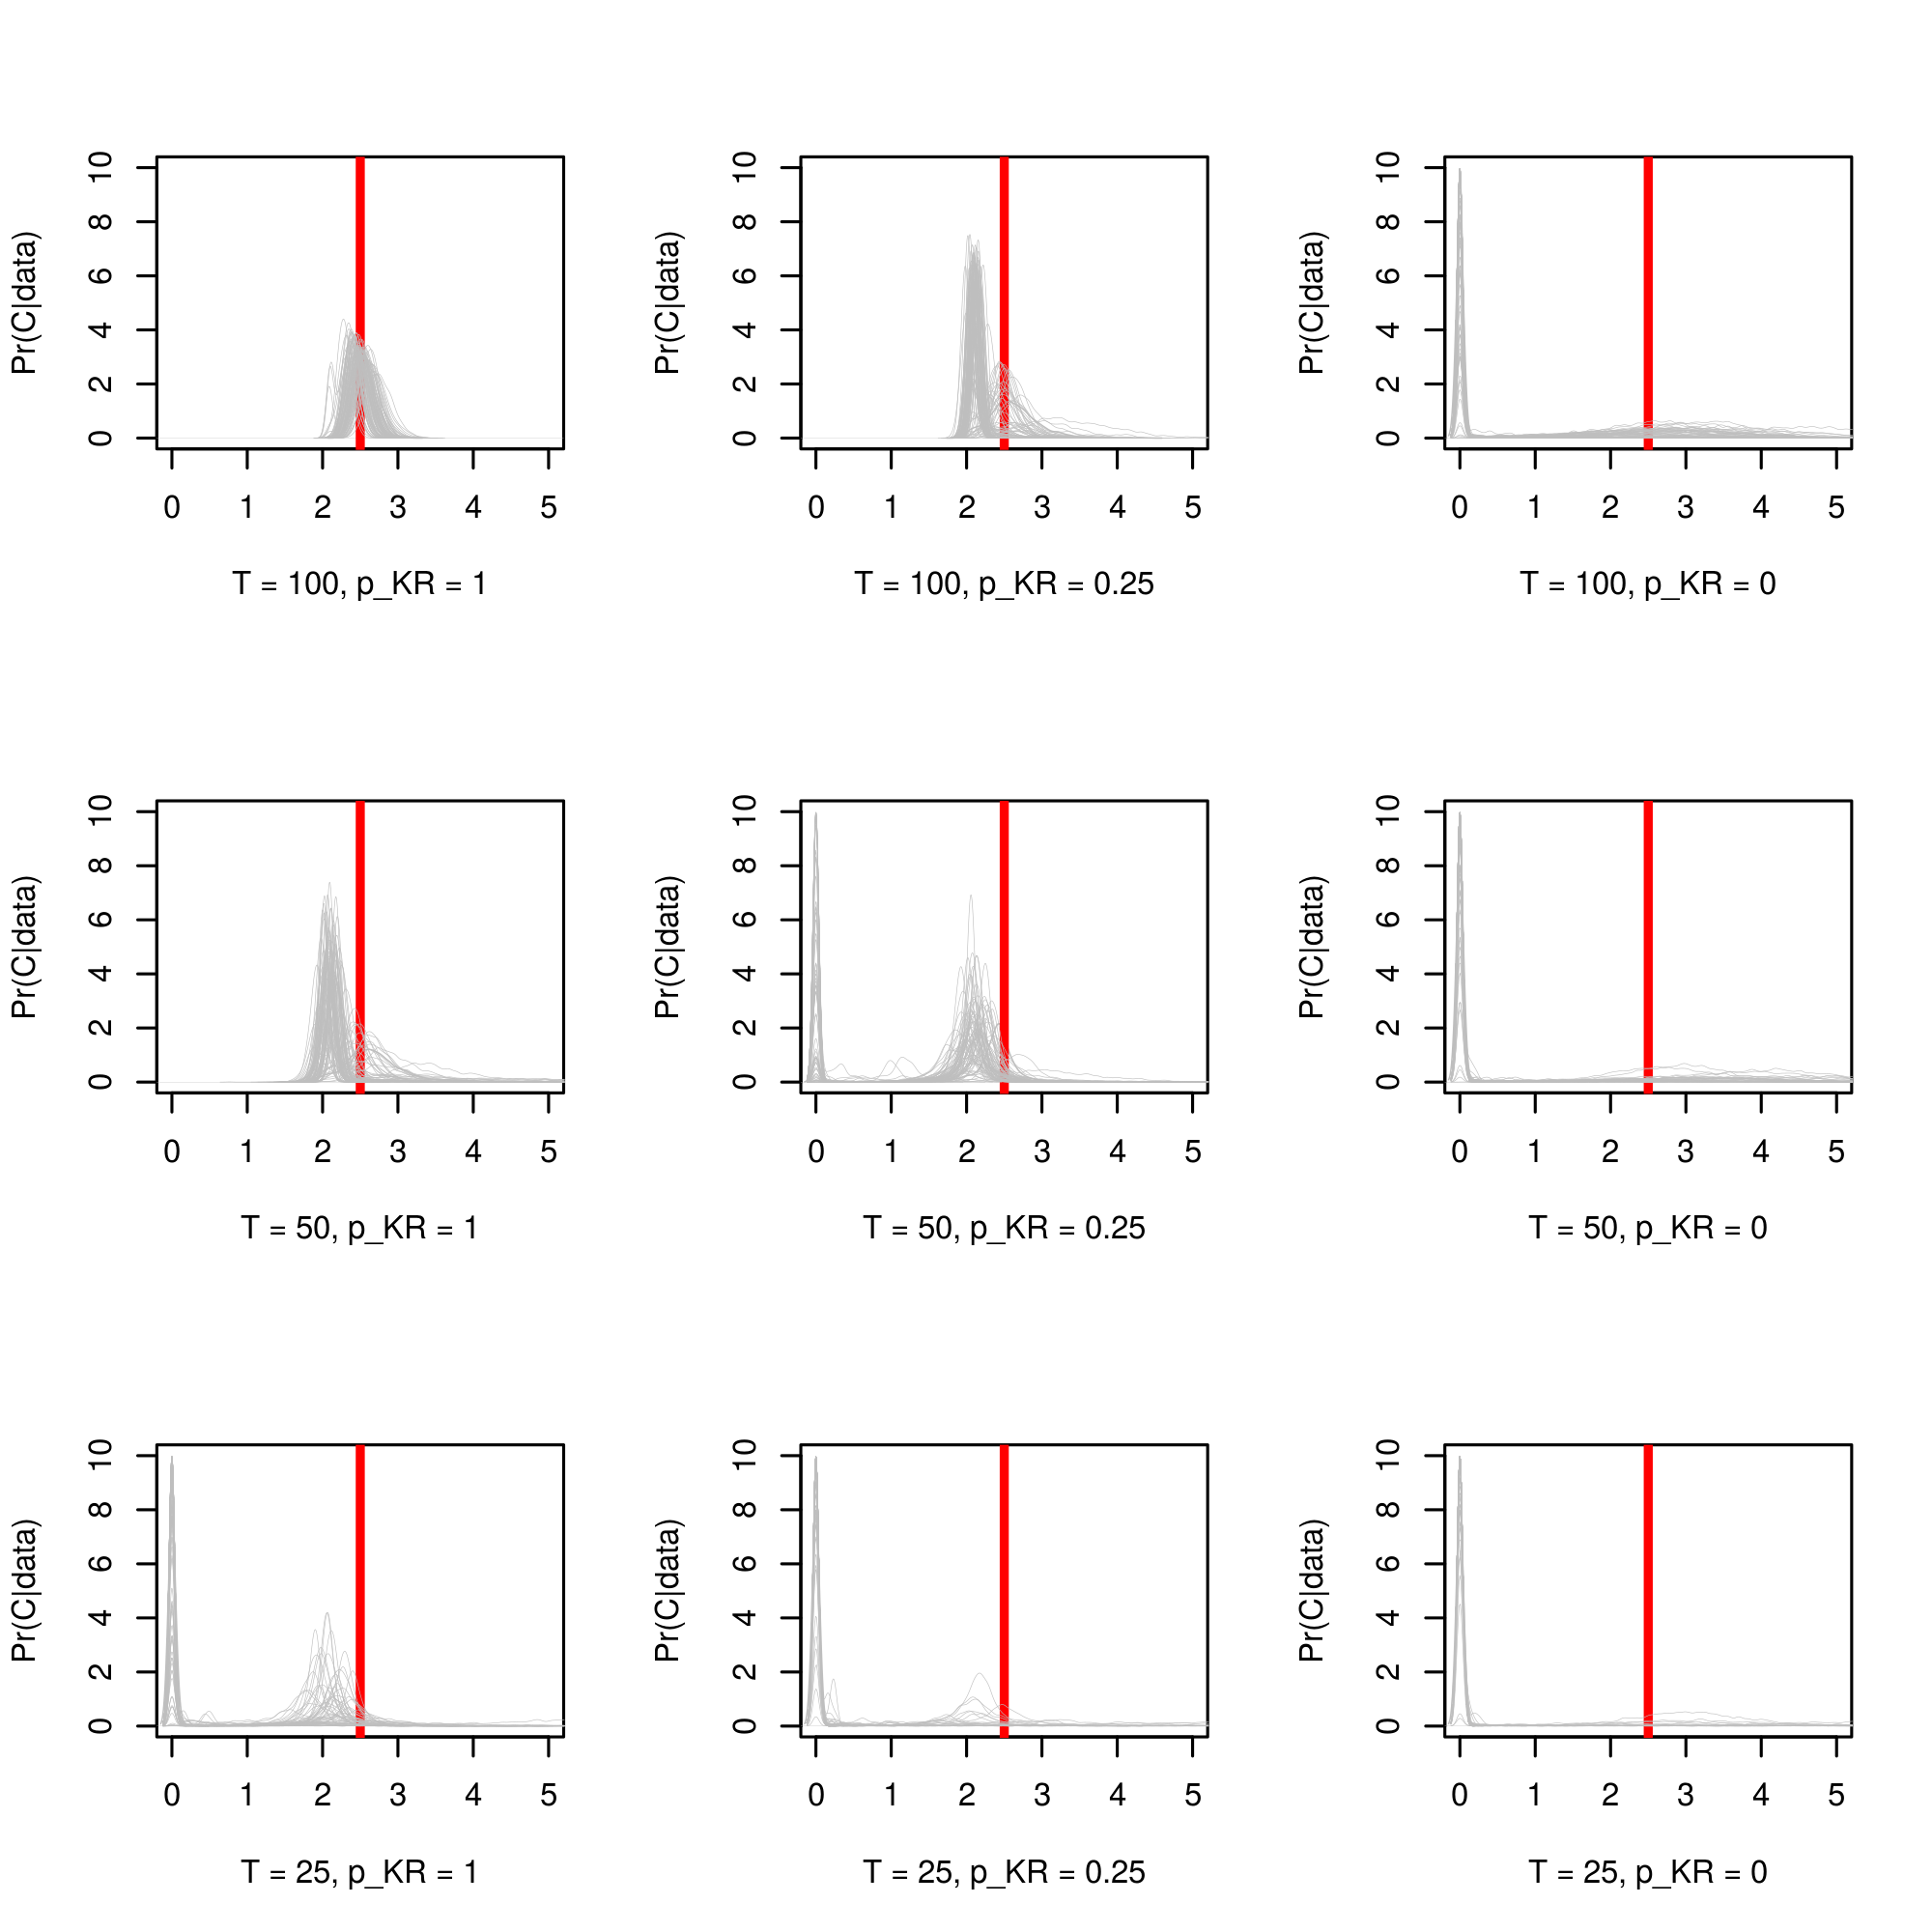 Pr(C|data)
10
8
6
4
2
0
0 1 2 3 4 5
T = 100, p_KR = 1
Pr(C|data)
10
8
6
4
2
0
0 1 2 3 4 5
T = 100, p_KR = 0.25
Pr(C|data)
10
8
6
4
2
0
0 1 2 3 4 5
T = 100, p_KR = 0
Pr(C|data)
10
8
6
4
2
0
0 1 2 3 4 5
T = 50, p_KR = 1
Pr(C|data)
10
8
6
4
2
0
0 1 2 3 4 5
T = 50, p_KR = 0.25
Pr(C|data)
10
8
6
4
2
0
0 1 2 3 4 5
T = 50, p_KR = 0
Pr(C|data)
10
8
6
4
2
0
0 1 2 3 4 5
T = 25, p_KR = 1
Pr(C|data)
10
8
6
4
2
0
0 1 2 3 4 5
T = 25, p_KR = 0.25
Pr(C|data)
10
8
6
4
2
0
0 1 2 3 4 5
T = 25, p_KR = 0